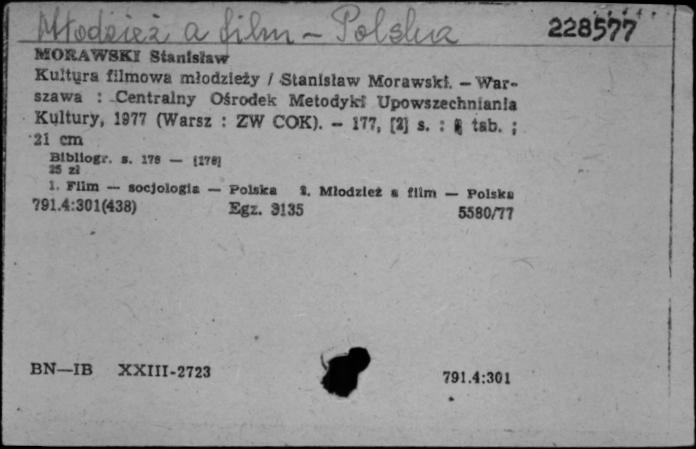 Młodzież a film – Polska 228577
MORAWSKI Stanisław
Kultura filmowa młodzieży / Stanisław Morawski. — War-
szawa : Centralny Ośrodek Metodyki Upowszechniania
Kultury, 1977 (Warsz : ZW COK). — 177, [2] s. : tab. ;
21 cm
Bibliogr. s. 178 — [178]
25 zł
1. Film — socjologia — Polska 2. Młodzież a film — Polska
791.4:301(438) Egz. 3135 5580/77
BN—IB XXIII-2723 791.4:301